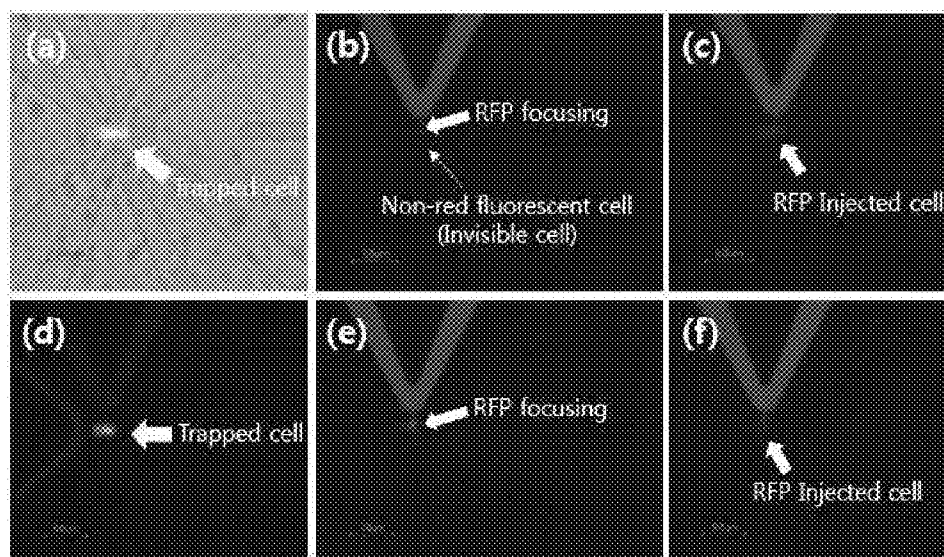 (a)
Trapped cell
(b)
RFP focusing
Non-red fluorescent cell
(Invisible cell)
(c)
RFP Injected cell
(d)
Trapped cell
(e)
RFP focusing
(f)
RFP Injected cell